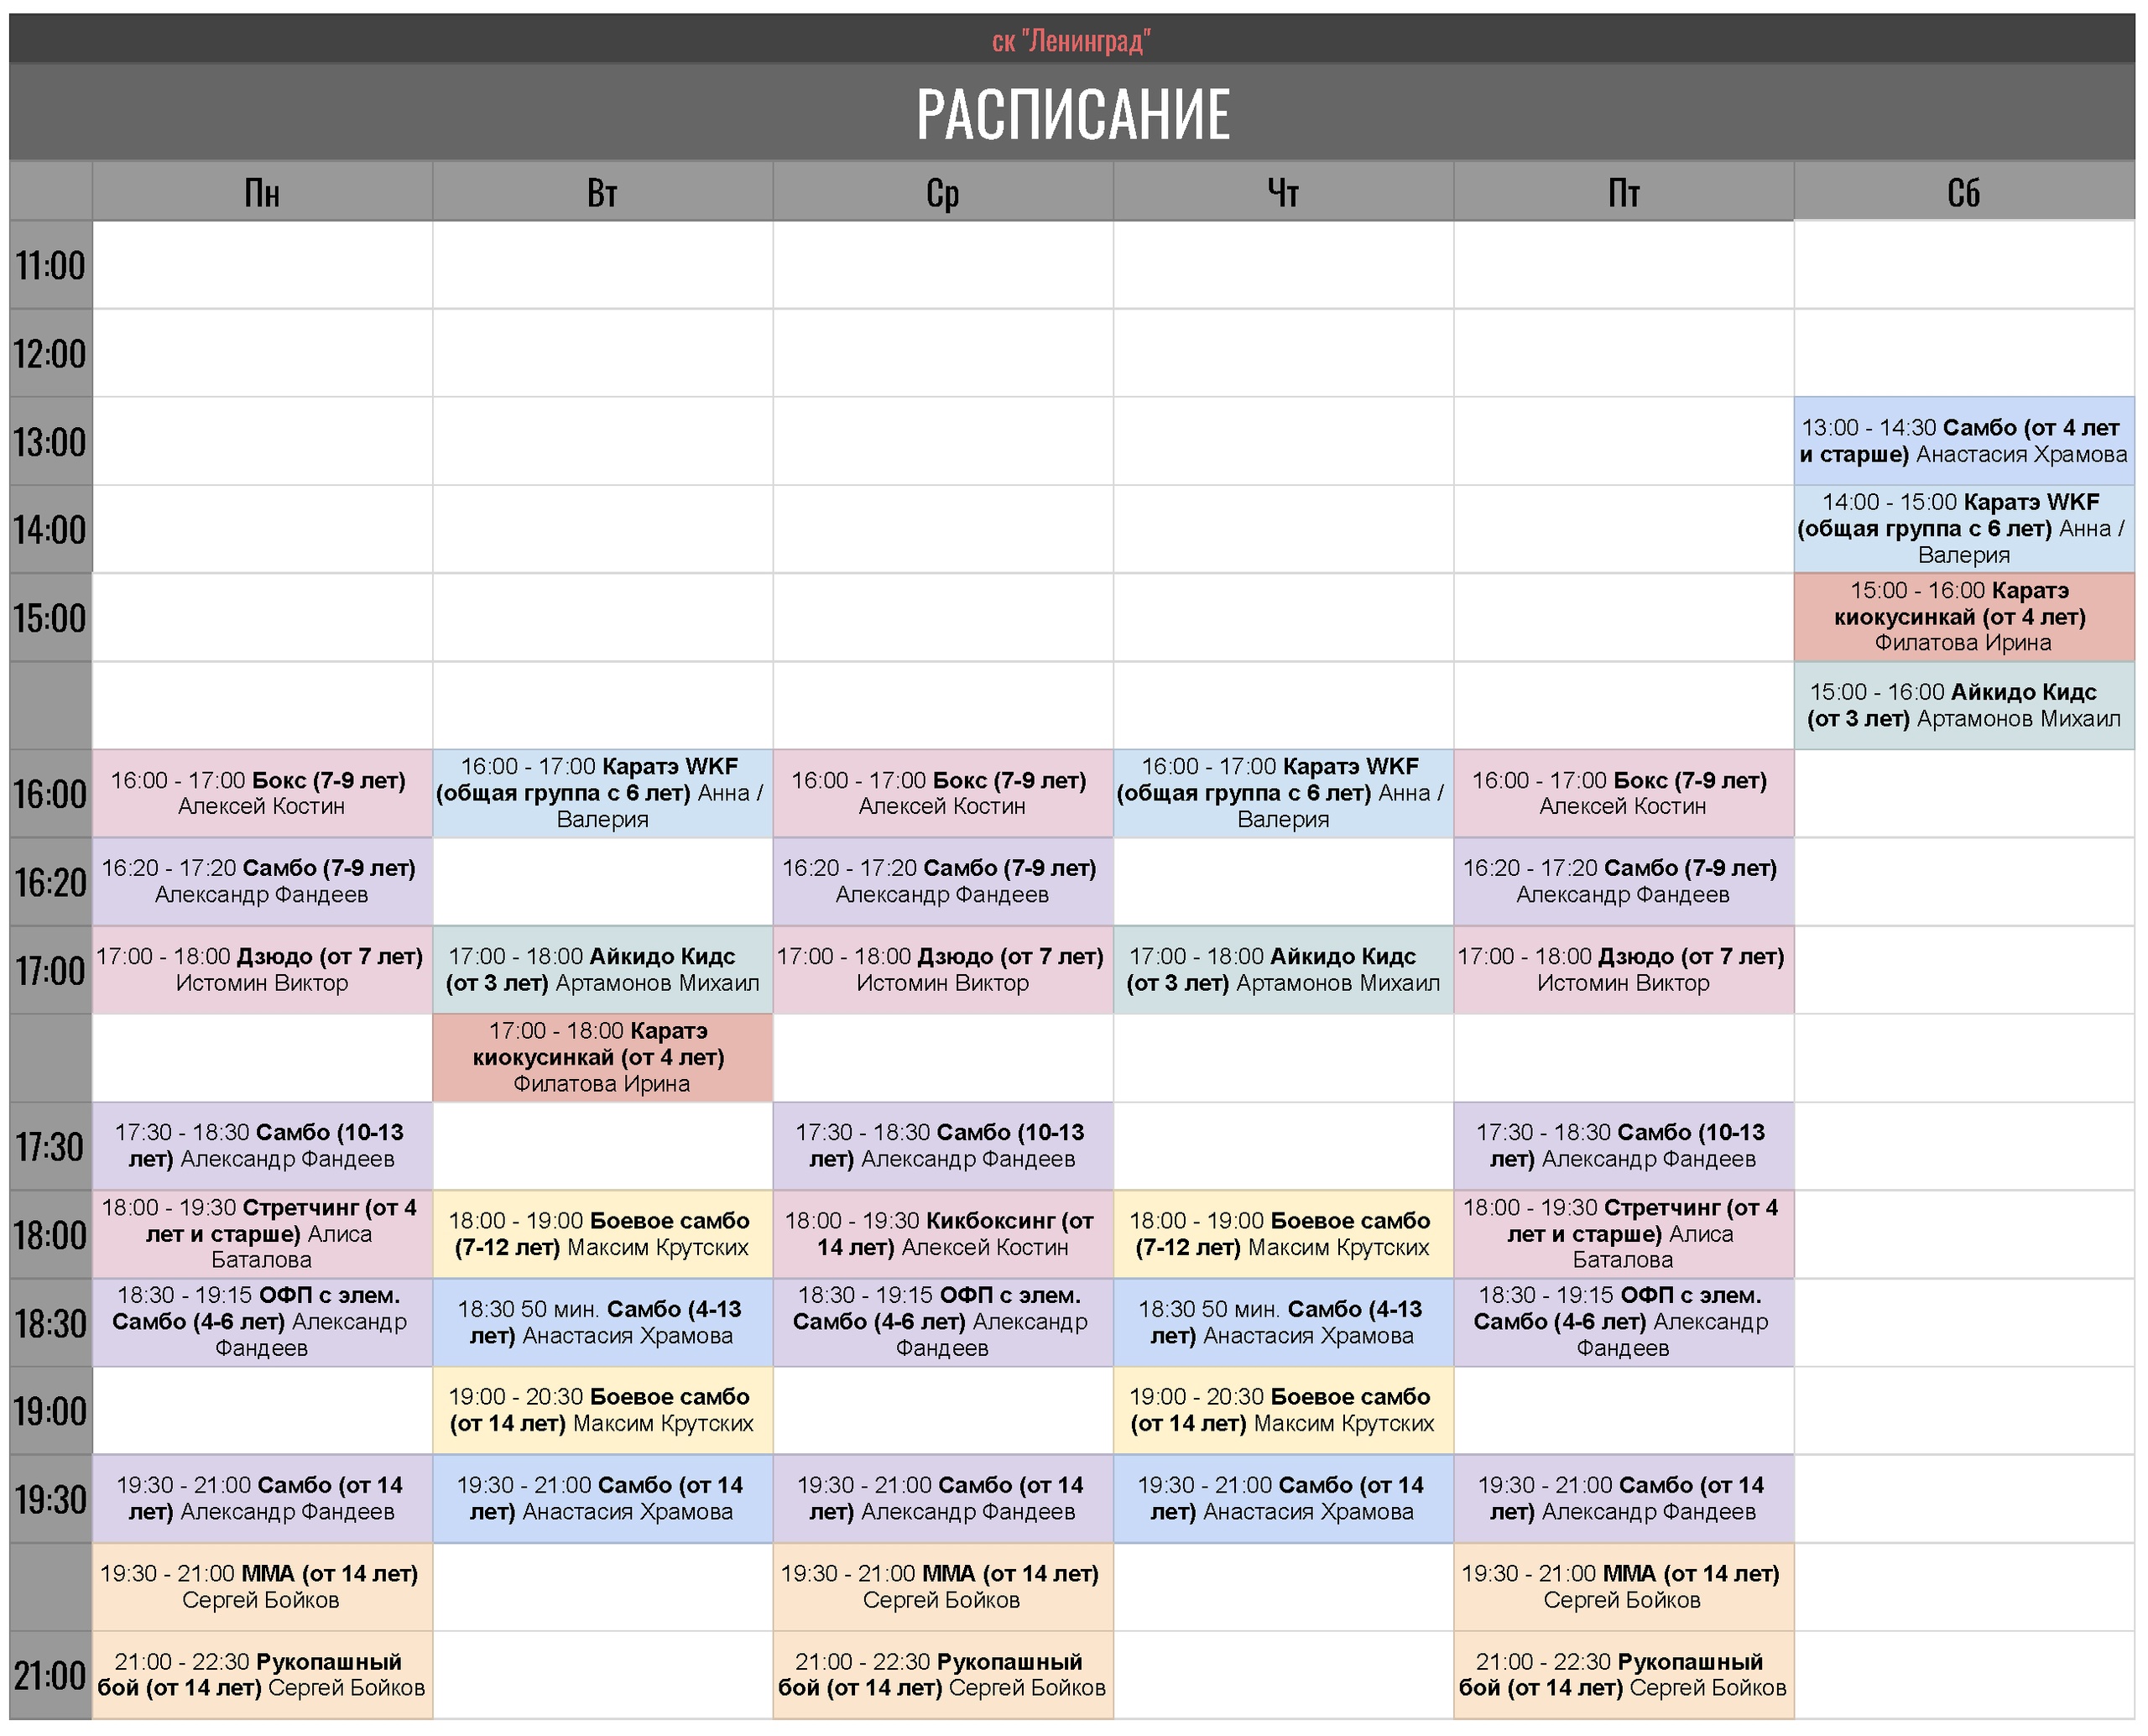 ск "Ленинград"
РАСПИСАНИЕ
Пн Вт Ср Чт Пт Сб
11:00
12:00
13:00
13:00 - 14:30 Самбо (от 4 лет
и старше) Анастасия Храмова
14:00
14:00 - 15:00 Каратэ WKF
(общая группа с 6 лет) Анна /
Валерия
15:00
15:00 - 16:00 Каратэ
киокусинкай (от 4 лет)
Филатова Ирина
15:00 - 16:00 Айкидо Кидс
(от 3 лет) Артамонов Михаил
16:00
16:00 - 17:00 Бокс (7-9 лет)
Алексей Костин
16:00 - 17:00 Каратэ WKF
(общая группа с 6 лет) Анна /
Валерия
16:00 - 17:00 Бокс (7-9 лет)
Алексей Костин
16:00 - 17:00 Каратэ WKF
(общая группа с 6 лет) Анна /
Валерия
16:00 - 17:00 Бокс (7-9 лет)
Алексей Костин
16:20
16:20 - 17:20 Самбо (7-9 лет)
Александр Фандеев
16:20 - 17:20 Самбо (7-9 лет)
Александр Фандеев
16:20 - 17:20 Самбо (7-9 лет)
Александр Фандеев
17:00
17:00 - 18:00 Дзюдо (от 7 лет)
Истомин Виктор
17:00 - 18:00 Айкидо Кидс
(от 3 лет) Артамонов Михаил
17:00 - 18:00 Дзюдо (от 7 лет)
Истомин Виктор
17:00 - 18:00 Айкидо Кидс
(от 3 лет) Артамонов Михаил
17:00 - 18:00 Дзюдо (от 7 лет)
Истомин Виктор
17:00 - 18:00 Каратэ
киокусинкай (от 4 лет)
Филатова Ирина
17:30
17:30 - 18:30 Самбо (10-13
лет) Александр Фандеев
17:30 - 18:30 Самбо (10-13
лет) Александр Фандеев
17:30 - 18:30 Самбо (10-13
лет) Александр Фандеев
18:00
18:00 - 19:30 Стретчинг (от 4
лет и старше) Алиса
Баталова
18:00 - 19:00 Боевое самбо
(7-12 лет) Максим Крутских
18:00 - 19:30 Кикбоксинг (от
14 лет) Алексей Костин
18:00 - 19:00 Боевое самбо
(7-12 лет) Максим Крутских
18:00 - 19:30 Стретчинг (от 4
лет и старше) Алиса
Баталова
18:30
18:30 - 19:15 ОФП с элем.
Самбо (4-6 лет) Александр
Фандеев
18:30 50 мин. Самбо (4-13
лет) Анастасия Храмова
18:30 - 19:15 ОФП с элем.
Самбо (4-6 лет) Александр
Фандеев
18:30 50 мин. Самбо (4-13
лет) Анастасия Храмова
18:30 - 19:15 ОФП с элем.
Самбо (4-6 лет) Александр
Фандеев
19:00
19:00 - 20:30 Боевое самбо
(от 14 лет) Максим Крутских
19:00 - 20:30 Боевое самбо
(от 14 лет) Максим Крутских
19:30
19:30 - 21:00 Самбо (от 14
лет) Александр Фандеев
19:30 - 21:00 Самбо (от 14
лет) Анастасия Храмова
19:30 - 21:00 Самбо (от 14
лет) Александр Фандеев
19:30 - 21:00 Самбо (от 14
лет) Анастасия Храмова
19:30 - 21:00 Самбо (от 14
лет) Александр Фандеев
19:30 - 21:00 ММА (от 14 лет)
Сергей Бойков
19:30 - 21:00 ММА (от 14 лет)
Сергей Бойков
19:30 - 21:00 ММА (от 14 лет)
Сергей Бойков
21:00
21:00 - 22:30 Рукопашный
бой (от 14 лет) Сергей Бойков
21:00 - 22:30 Рукопашный
бой (от 14 лет) Сергей Бойков
21:00 - 22:30 Рукопашный
бой (от 14 лет) Сергей Бойков